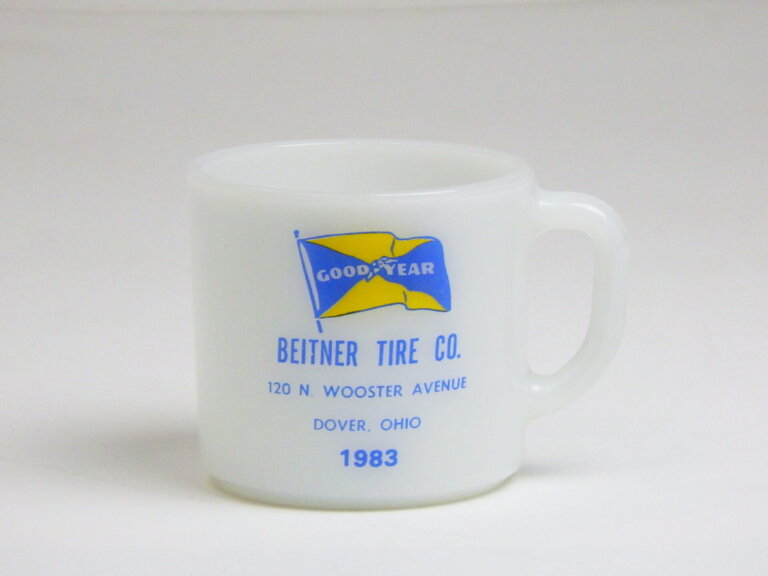 GOOD YEAR
BEITNER TIRE CO.
120 N. WOOSTER AVENUE
DOVER, OHIO
1983